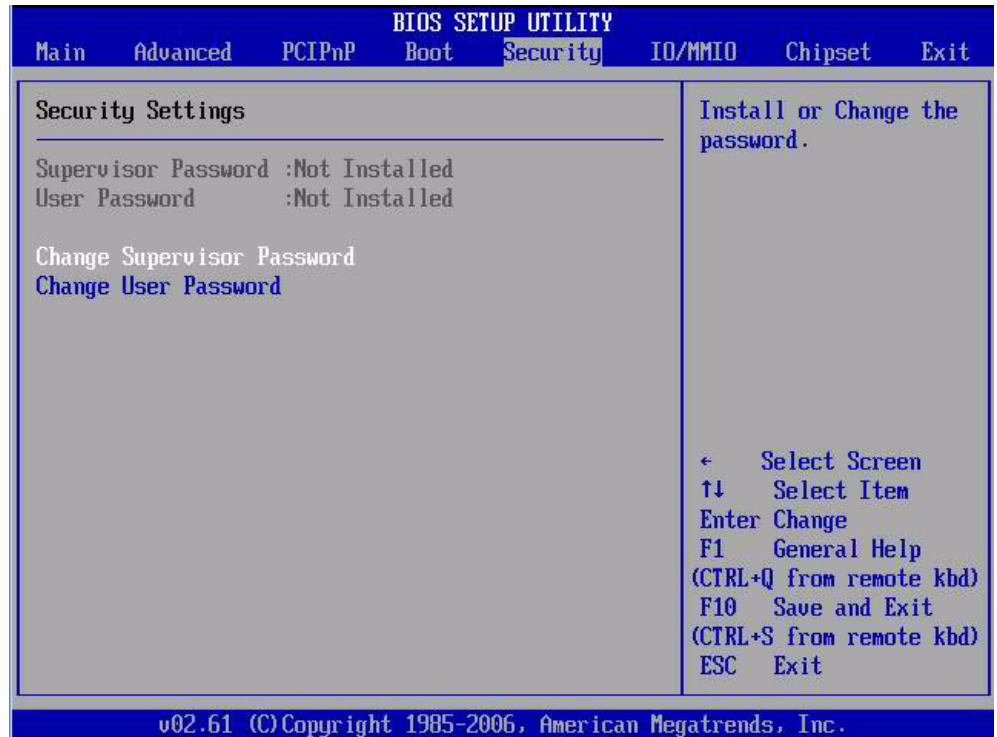 BIOS SETUP UTILITY
Main Advanced PCIPnP Boot Security IO/MMIO Chipset Exit
Security Settings
Supervisor Password :Not Installed
User Password :Not Installed
Change Supervisor Password
Change User Password
Install or Change the
password.
← Select Screen
↑↓ Select Item
Enter Change
F1 General Help
(CTRL+Q from remote kbd)
F10 Save and Exit
(CTRL+S from remote kbd)
ESC Exit
v02.61 (C)Copyright 1985-2006, American Megatrends, Inc.